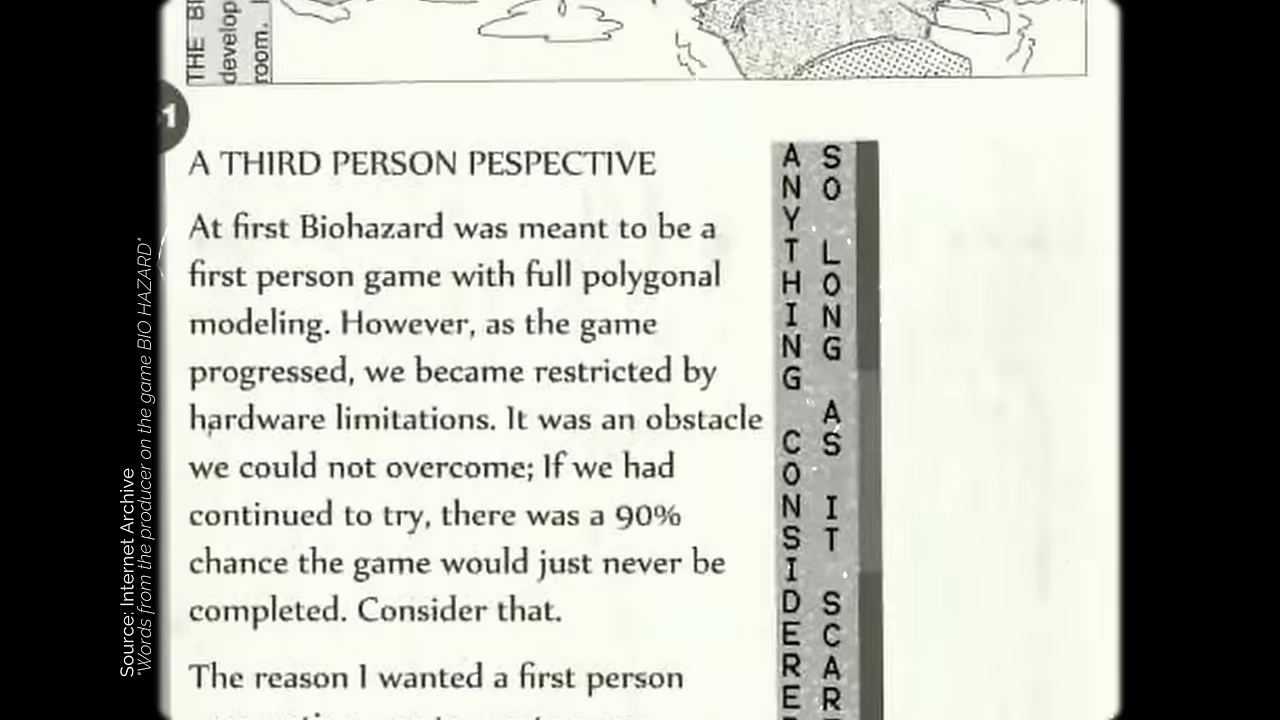 THE BI
develop
room.
1
A THIRD PERSON PESPECTIVE
At first Biohazard was meant to be a
first person game with full polygonal
modeling. However, as the game
progressed, we became restricted by
hardware limitations. It was an obstacle
we could not overcome; If we had
continued to try, there was a 90%
chance the game would just never be
completed. Consider that.
The reason I wanted a first person
ANYTHING CONSIDERE
SO LONG AS IT SCAR
Source: Internet Archive
"Words from the producer on the game BIO HAZARD"